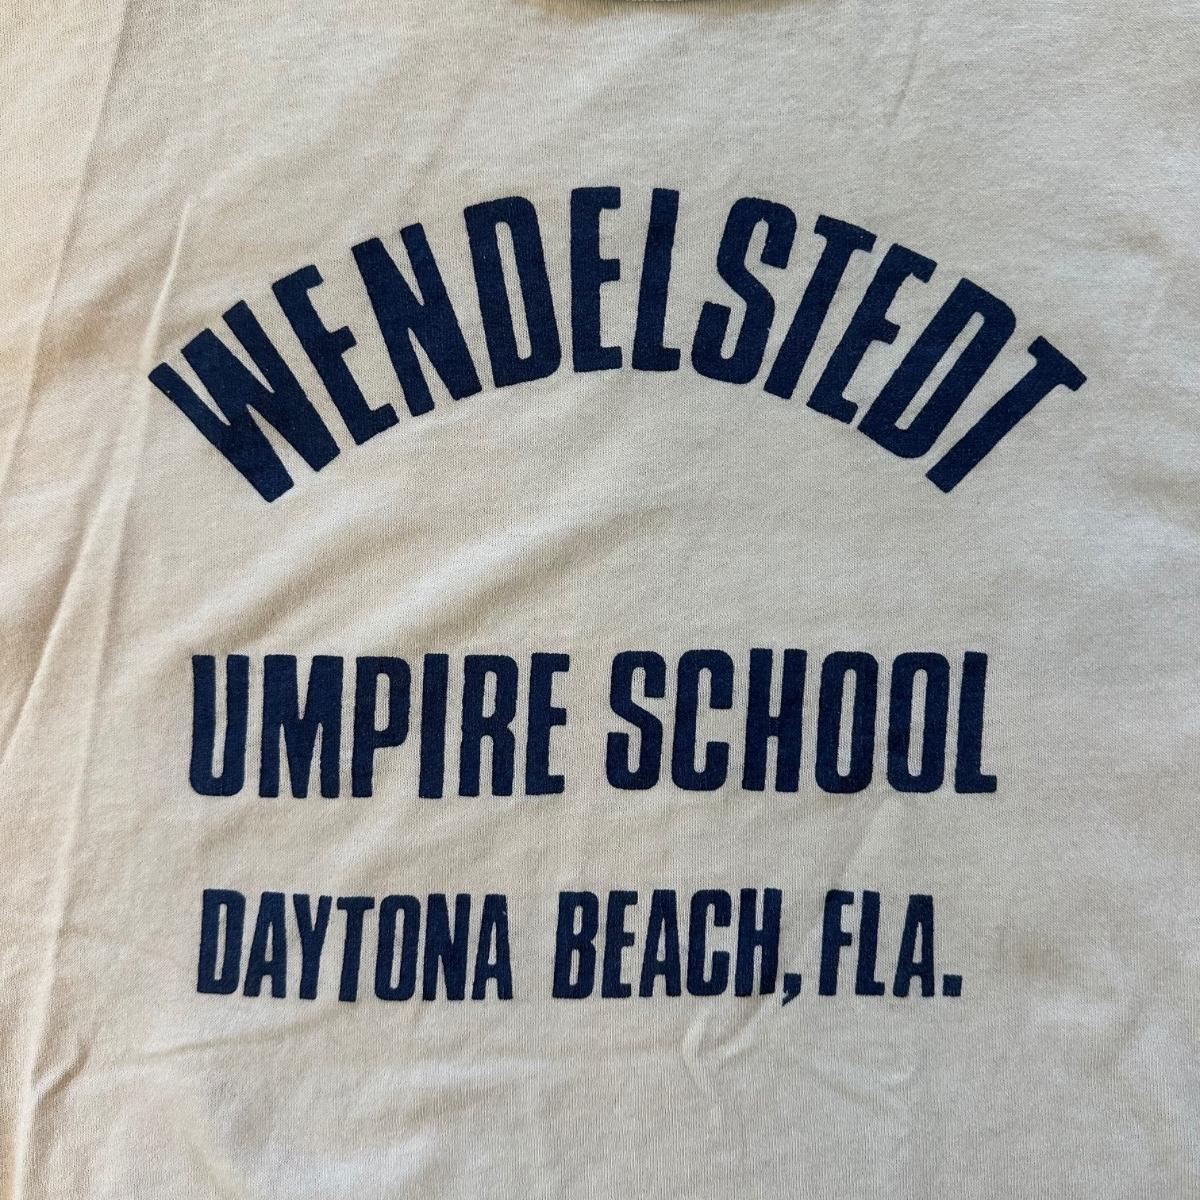 WENDELSTEDT
UMPIRE SCHOOL
DAYTONA BEACH, FLA.